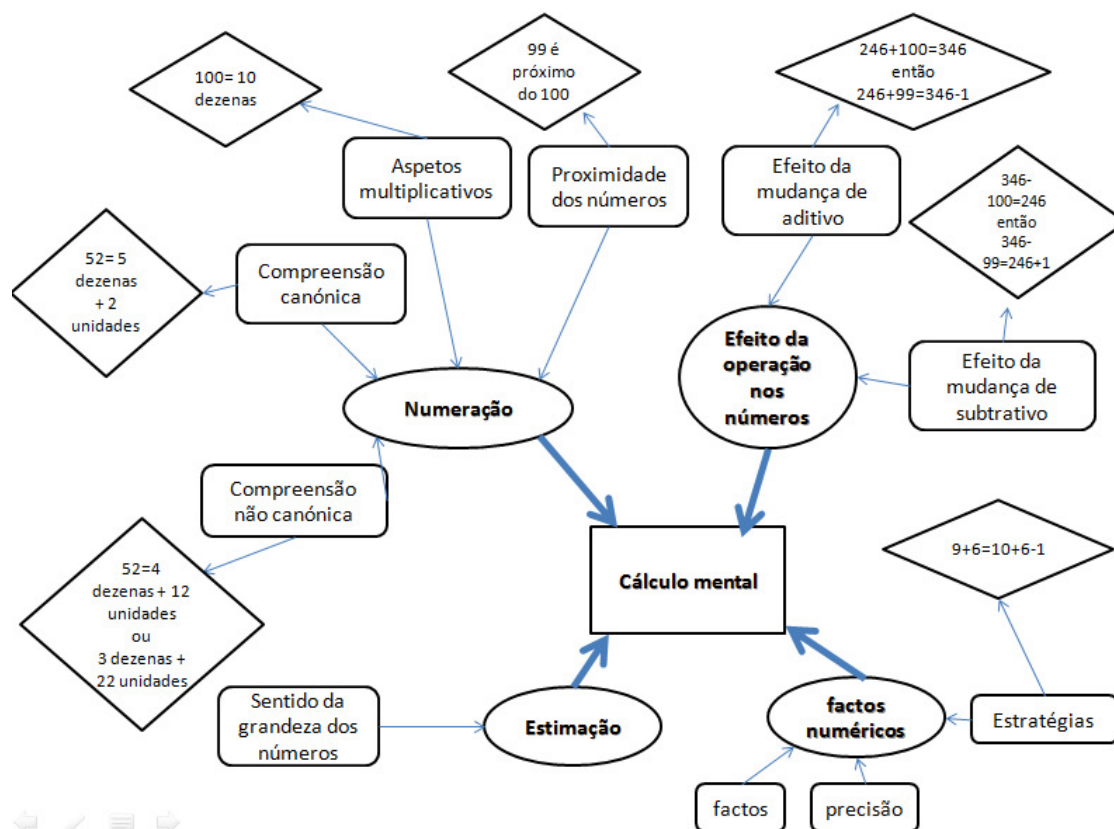 100= 10
dezenas
99 é
próximo
do 100
246+100=346
então
246+99=346-1
Aspetos
multiplicativos
Proximidade
dos números
Efeito da
mudança de
aditivo
346-
100=246
então
346-
99=246+1
52= 5
dezenas
+ 2
unidades
Compreensão
canónica
Numeração
Efeito da
operação
nos
números
Efeito da
mudança de
subtrativo
Compreensão
não canónica
52=4
dezenas + 12
unidades
ou
3 dezenas +
22 unidades
Cálculo mental
9+6=10+6-1
Sentido da
grandeza dos
números
Estimação
factos
numéricos
Estratégias
factos
precisão